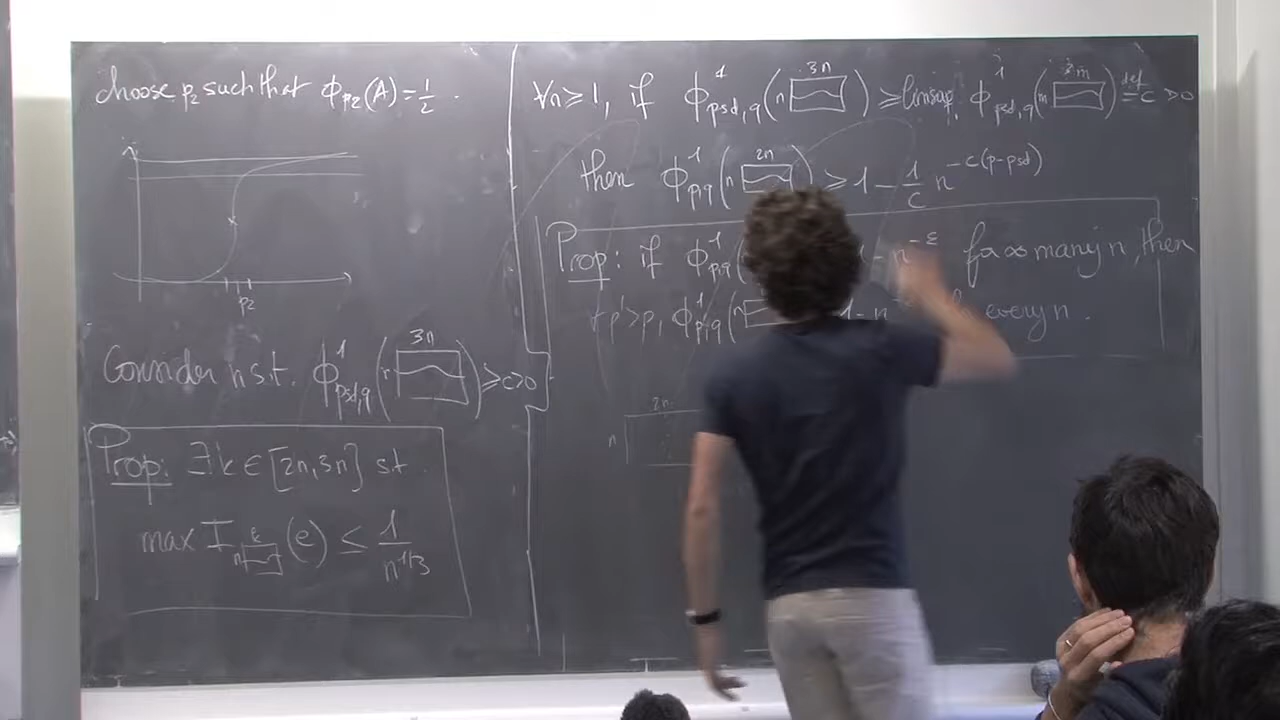 choose p₂ such that ϕ_{p₂}(A) = 1/2 .
p₂
Consider n s.t. ϕ¹_{psd,q}(n 3n) ≥ c > 0
Prop: ∃ k ∈ [2n, 3n] s.t.
max I_{n k}(e) ≤ 1/n^{1/3}
∀n ≥ 1, if ϕ¹_{psd,q}(n 3n) ≥ limsup ϕ¹_{psd,q}(m 3m) =^{def} c > 0
then ϕ¹_{p,q}(n 2n) ≥ 1 - 1/c n^{-c(p-psd)}
Prop: if ϕ¹_{p,q}( - n^{-ε} for ∞ many n, then
∀ p' > p, ϕ¹_{p',q}(n 1 - n every n .
2n
n